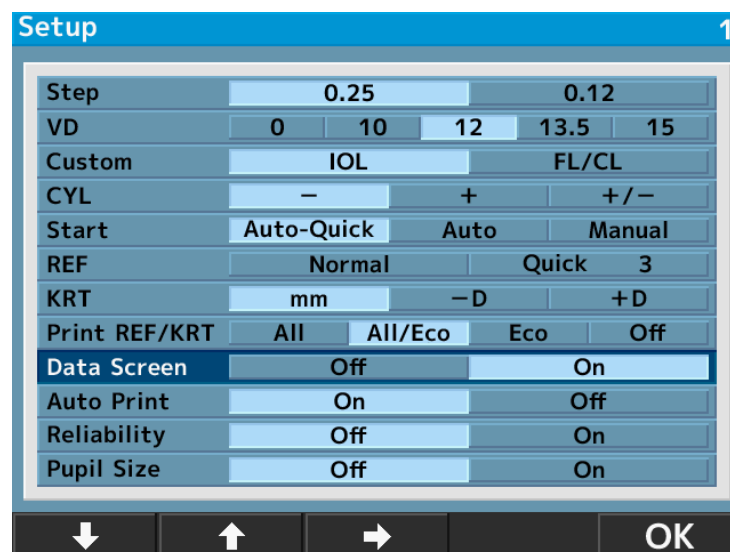 Setup 1
Step 0.25 0.12
VD 0 10 12 13.5 15
Custom IOL FL/CL
CYL − + +/−
Start Auto-Quick Auto Manual
REF Normal Quick 3
KRT mm −D +D
Print REF/KRT All All/Eco Eco Off
Data Screen Off On
Auto Print On Off
Reliability Off On
Pupil Size Off On
OK